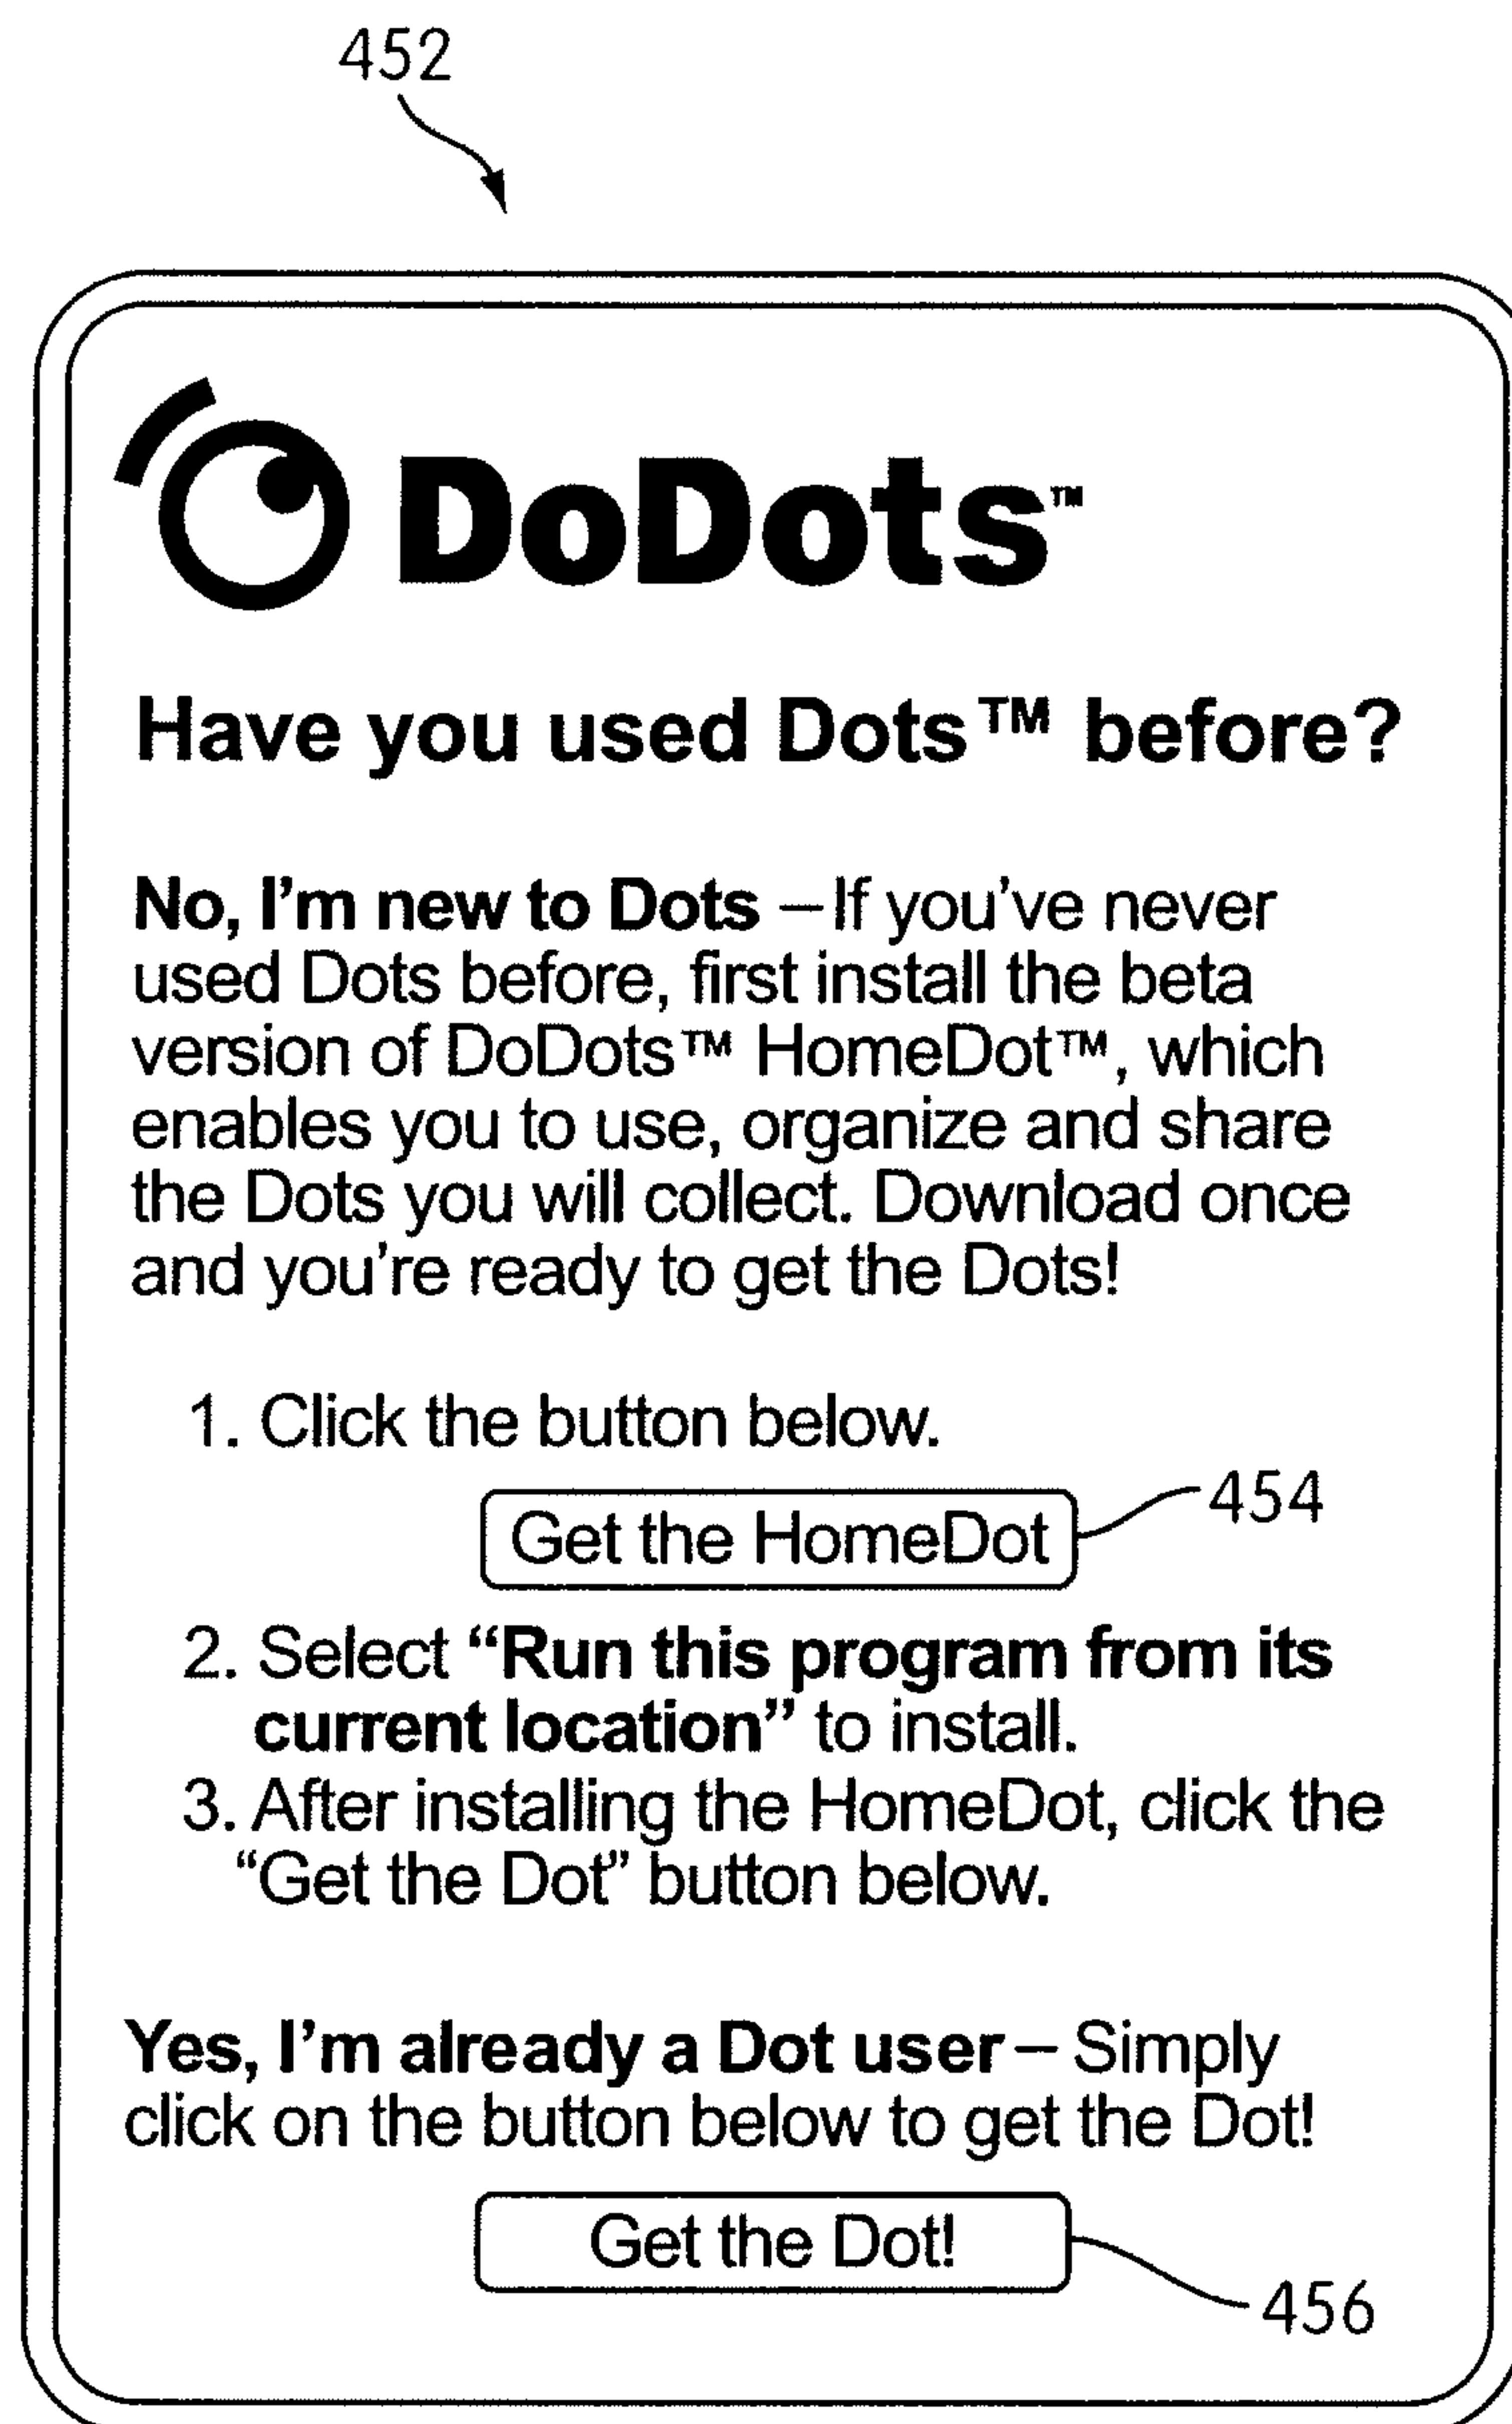 452
DoDots™
Have you used Dots™ before?
No, I'm new to Dots – If you've never
used Dots before, first install the beta
version of DoDots™ HomeDot™, which
enables you to use, organize and share
the Dots you will collect. Download once
and you're ready to get the Dots!
1. Click the button below.
Get the HomeDot 454
2. Select “Run this program from its
current location” to install.
3. After installing the HomeDot, click the
“Get the Dot” button below.
Yes, I'm already a Dot user – Simply
click on the button below to get the Dot!
Get the Dot!
456